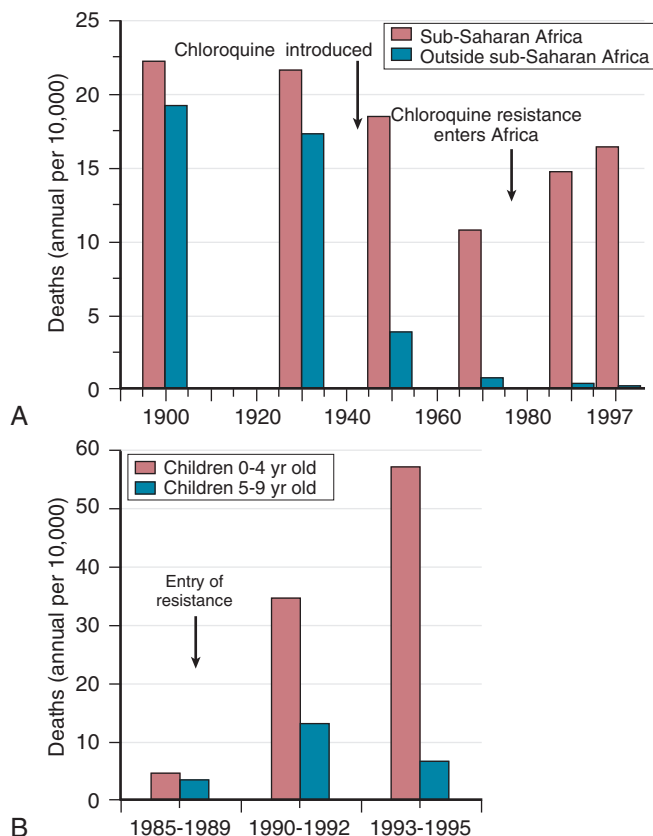 25
20
15
10
5
0
Deaths (annual per 10,000)
Sub-Saharan Africa
Outside sub-Saharan Africa
Chloroquine introduced
Chloroquine resistance
enters Africa
1900 1920 1940 1960 1980 1997
A
60
50
40
30
20
10
0
Deaths (annual per 10,000)
Children 0-4 yr old
Children 5-9 yr old
Entry of
resistance
1985-1989 1990-1992 1993-1995
B